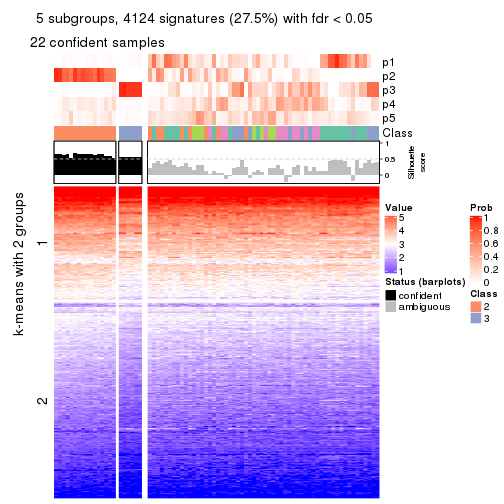 5 subgroups, 4124 signatures (27.5%) with fdr < 0.05
22 confident samples
p1
p2
p3
p4
p5
Class
1
0.5
0
Silhouette
score
k-means with 2 groups
1
2
Value
5
4
3
2
1
Status (barplots)
confident
ambiguous
Prob
1
0.8
0.6
0.4
0.2
0
Class
2
3